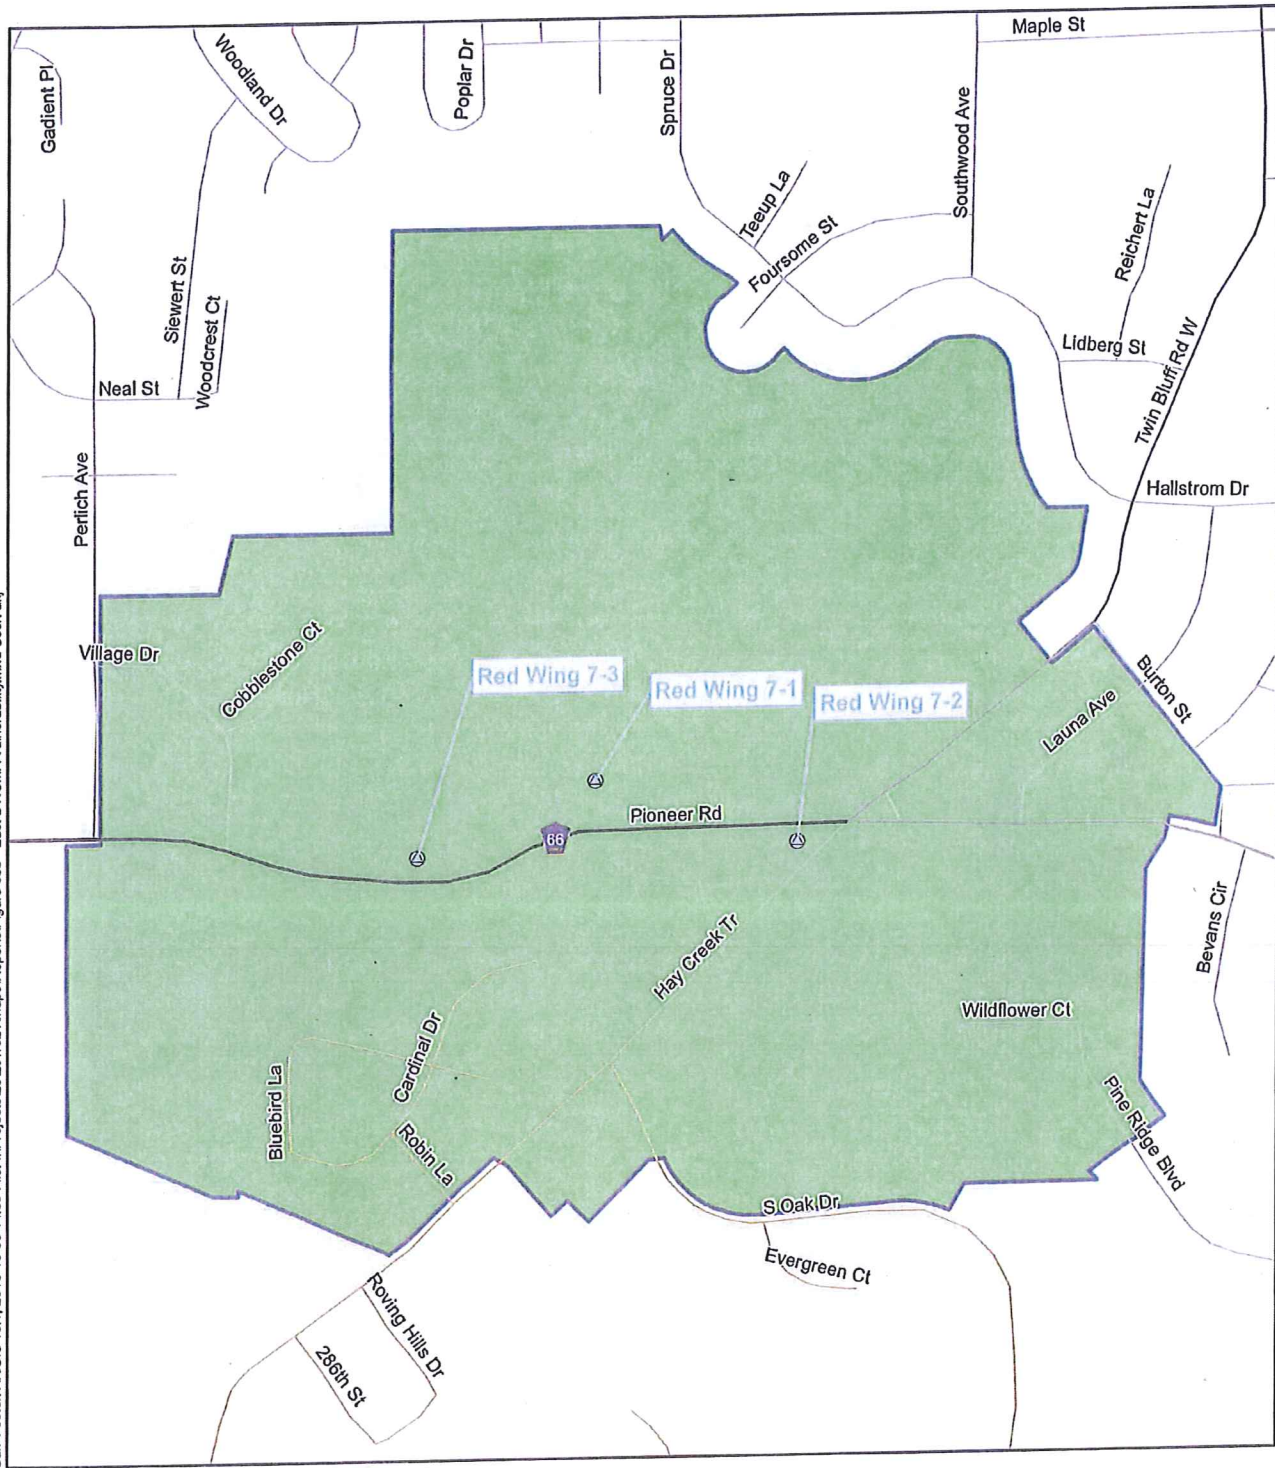 Maple St
Woodland Dr
Poplar Dr
Spruce Dr
Gadient Pl
Southwood Ave
Teeup La
Foursome St
Reichert La
Siewert St
Woodcrest Ct
Lidberg St
Twin Bluff Rd W
Neal St
Perlich Ave
Hallstrom Dr
Village Dr
Cobblestone Ct
Red Wing 7-3
Red Wing 7-1
Red Wing 7-2
Launa Ave
Burton St
Pioneer Rd
66
Bevans Cir
Hay Creek Tr
Wildflower Ct
Cardinal Dr
Bluebird La
Robin La
Pine Ridge Blvd
S Oak Dr
Evergreen Ct
Roving Hills Dr
286th St